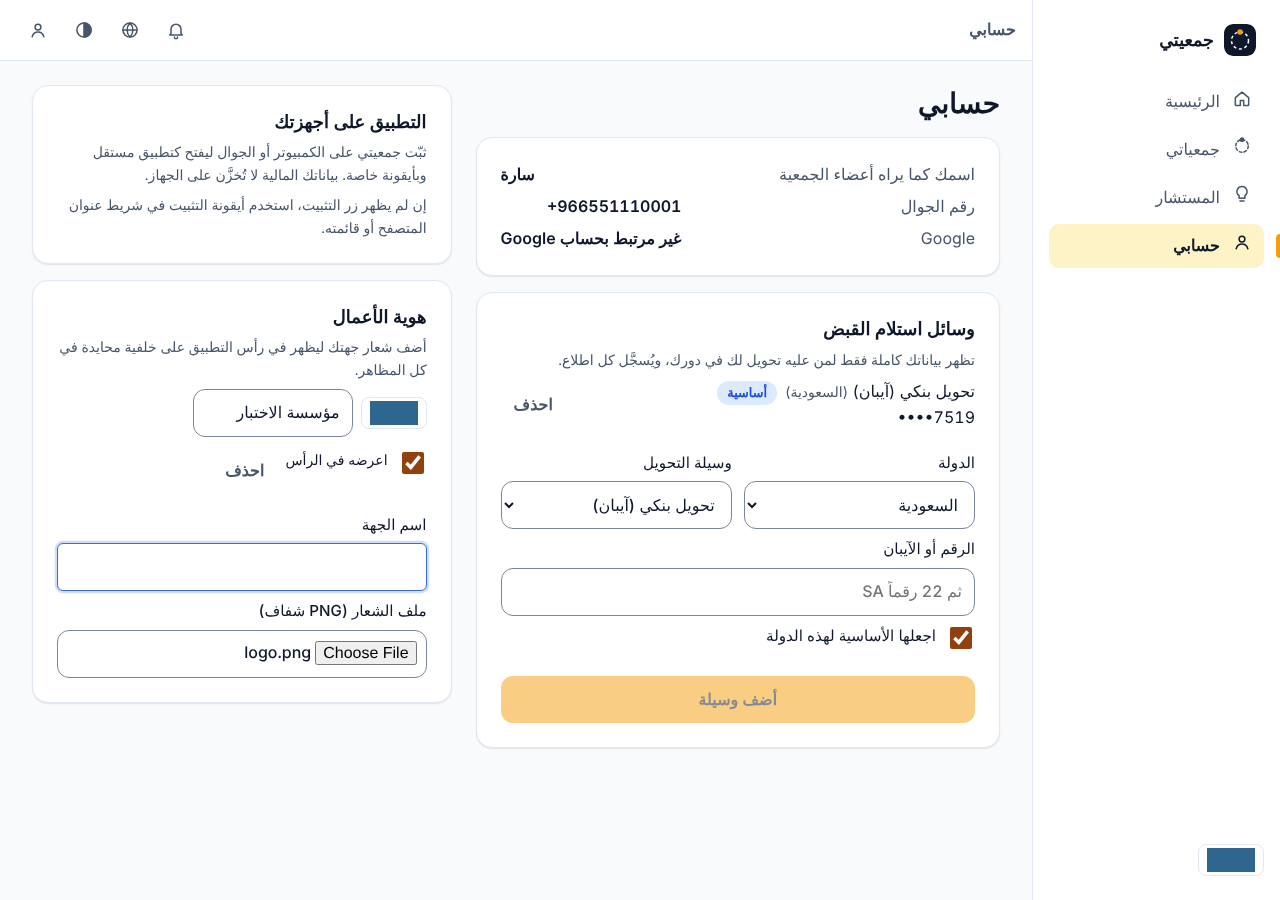 جمعيتي
الرئيسية
جمعياتي
المستشار
حسابي
حسابي
حسابي
اسمك كما يراه أعضاء الجمعية
سارة
رقم الجوال
+966551110001
Google
غير مرتبط بحساب Google
وسائل استلام القبض
تظهر بياناتك كاملة فقط لمن عليه تحويل لك في دورك، ويُسجَّل كل اطلاع.
تحويل بنكي (آيبان) (السعودية) أساسية
••••7519
احذف
الدولة
وسيلة التحويل
السعودية
تحويل بنكي (آيبان)
الرقم أو الآيبان
SA ثم 22 رقماً
اجعلها الأساسية لهذه الدولة
أضف وسيلة
التطبيق على أجهزتك
ثبّت جمعيتي على الكمبيوتر أو الجوال ليفتح كتطبيق مستقل
وبأيقونة خاصة. بياناتك المالية لا تُخزَّن على الجهاز.
إن لم يظهر زر التثبيت، استخدم أيقونة التثبيت في شريط عنوان
المتصفح أو قائمته.
هوية الأعمال
أضف شعار جهتك ليظهر في رأس التطبيق على خلفية محايدة في
كل المظاهر.
مؤسسة الاختبار
اعرضه في الرأس
احذف
اسم الجهة
ملف الشعار (PNG شفاف)
Choose File logo.png